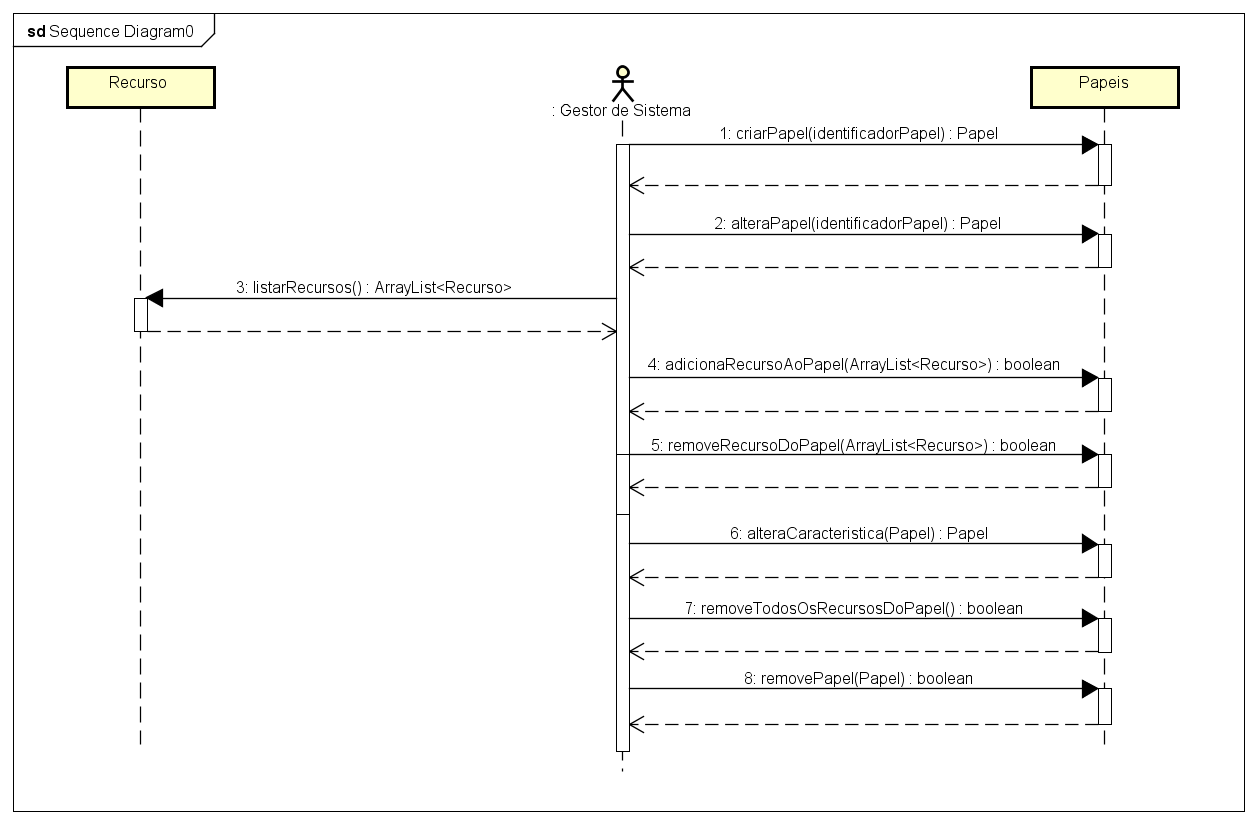 sd Sequence Diagram0
Recurso
: Gestor de Sistema
Papeis
1: criarPapel(identificadorPapel) : Papel
2: alteraPapel(identificadorPapel) : Papel
3: listarRecursos() : ArrayList<Recurso>
4: adicionaRecursoAoPapel(ArrayList<Recurso>) : boolean
5: removeRecursoDoPapel(ArrayList<Recurso>) : boolean
6: alteraCaracteristica(Papel) : Papel
7: removeTodosOsRecursosDoPapel() : boolean
8: removePapel(Papel) : boolean